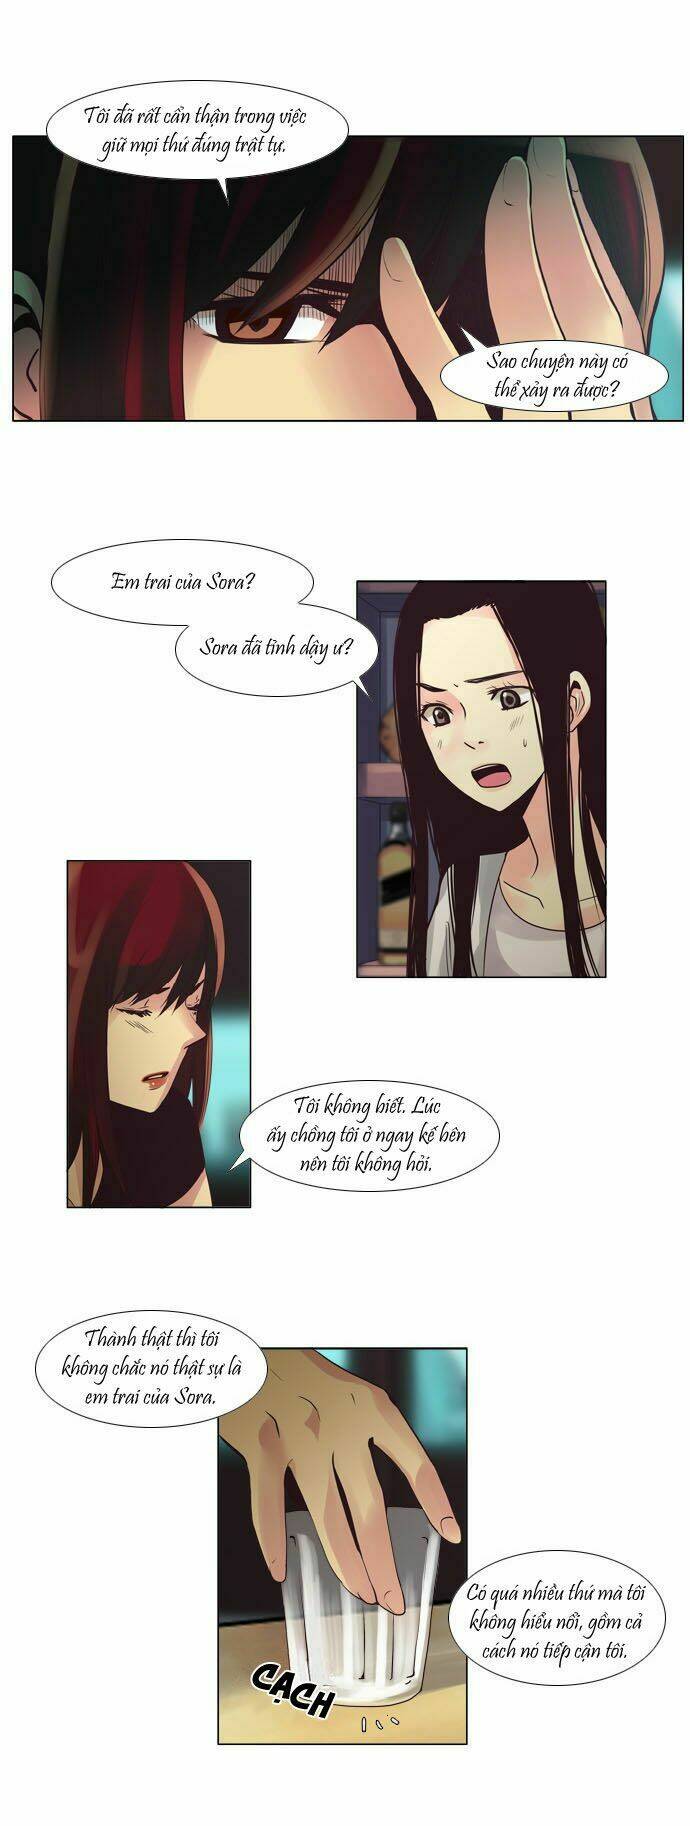 Tôi đã rất cẩn thận trong việc
giữ mọi thứ đúng trật tự.
Sao chuyện này có
thể xảy ra được?
Em trai của Sora?
Sora đã tỉnh dậy ư?
Tôi không biết. Lúc
ấy chồng tôi ở ngay kế bên
nên tôi không hỏi.
Thành thật thì tôi
không chắc nó thật sự là
em trai của Sora.
Có quá nhiều thứ mà tôi
không hiểu nổi, gồm cả
cách nó tiếp cận tôi.
CẠCH